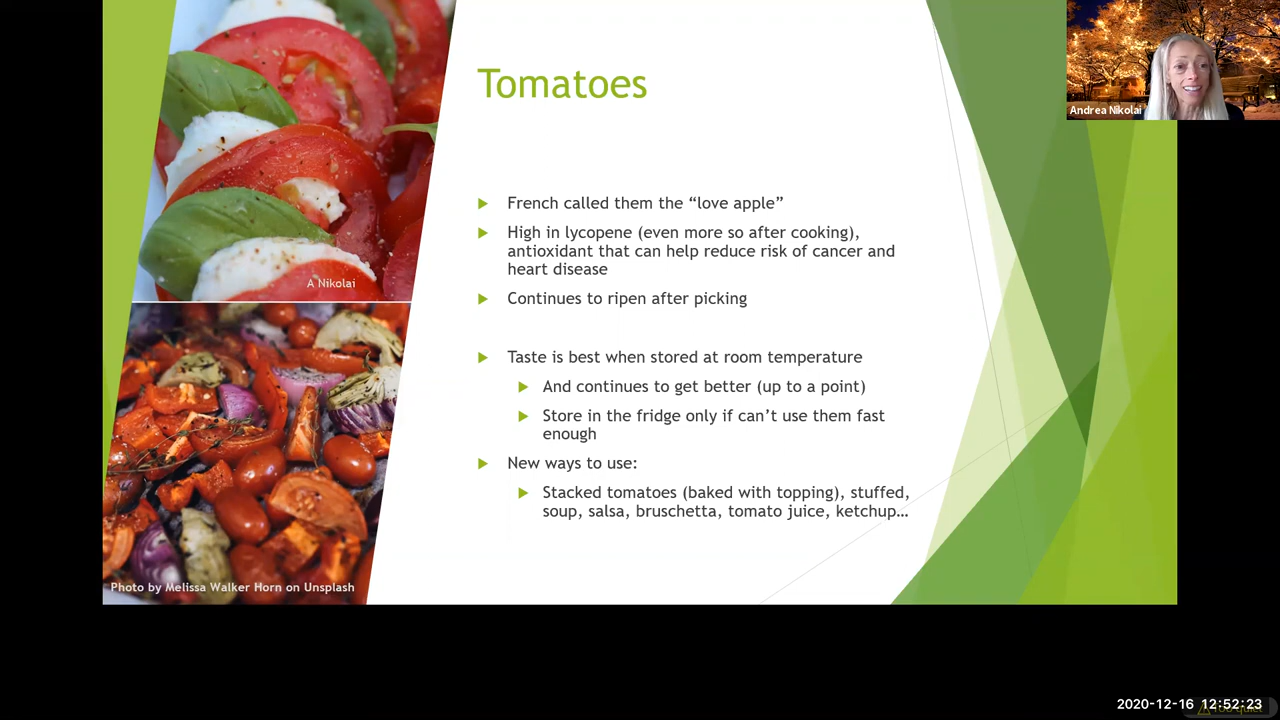 Tomatoes
Andrea Nikolai
French called them the “love apple”
High in lycopene (even more so after cooking),
antioxidant that can help reduce risk of cancer and
heart disease
Continues to ripen after picking
Taste is best when stored at room temperature
And continues to get better (up to a point)
Store in the fridge only if can’t use them fast
enough
New ways to use:
Stacked tomatoes (baked with topping), stuffed,
soup, salsa, bruschetta, tomato juice, ketchup…
A Nikolai
Photo by Melissa Walker Horn on Unsplash
2020-12-16 12:52:23